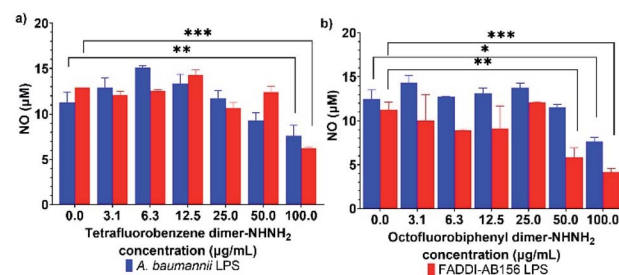 a)
***
**
NO (µM)
20
15
10
5
0
0.0 3.1 6.3 12.5 25.0 50.0 100.0
Tetrafluorobenzene dimer-NHNH₂
concentration (µg/mL)
A. baumannii LPS
b)
***
*
**
NO (µM)
20
15
10
5
0
0.0 3.1 6.3 12.5 25.0 50.0 100.0
Octofluorobiphenyl dimer-NHNH₂
concentration (µg/mL)
FADDI-AB156 LPS